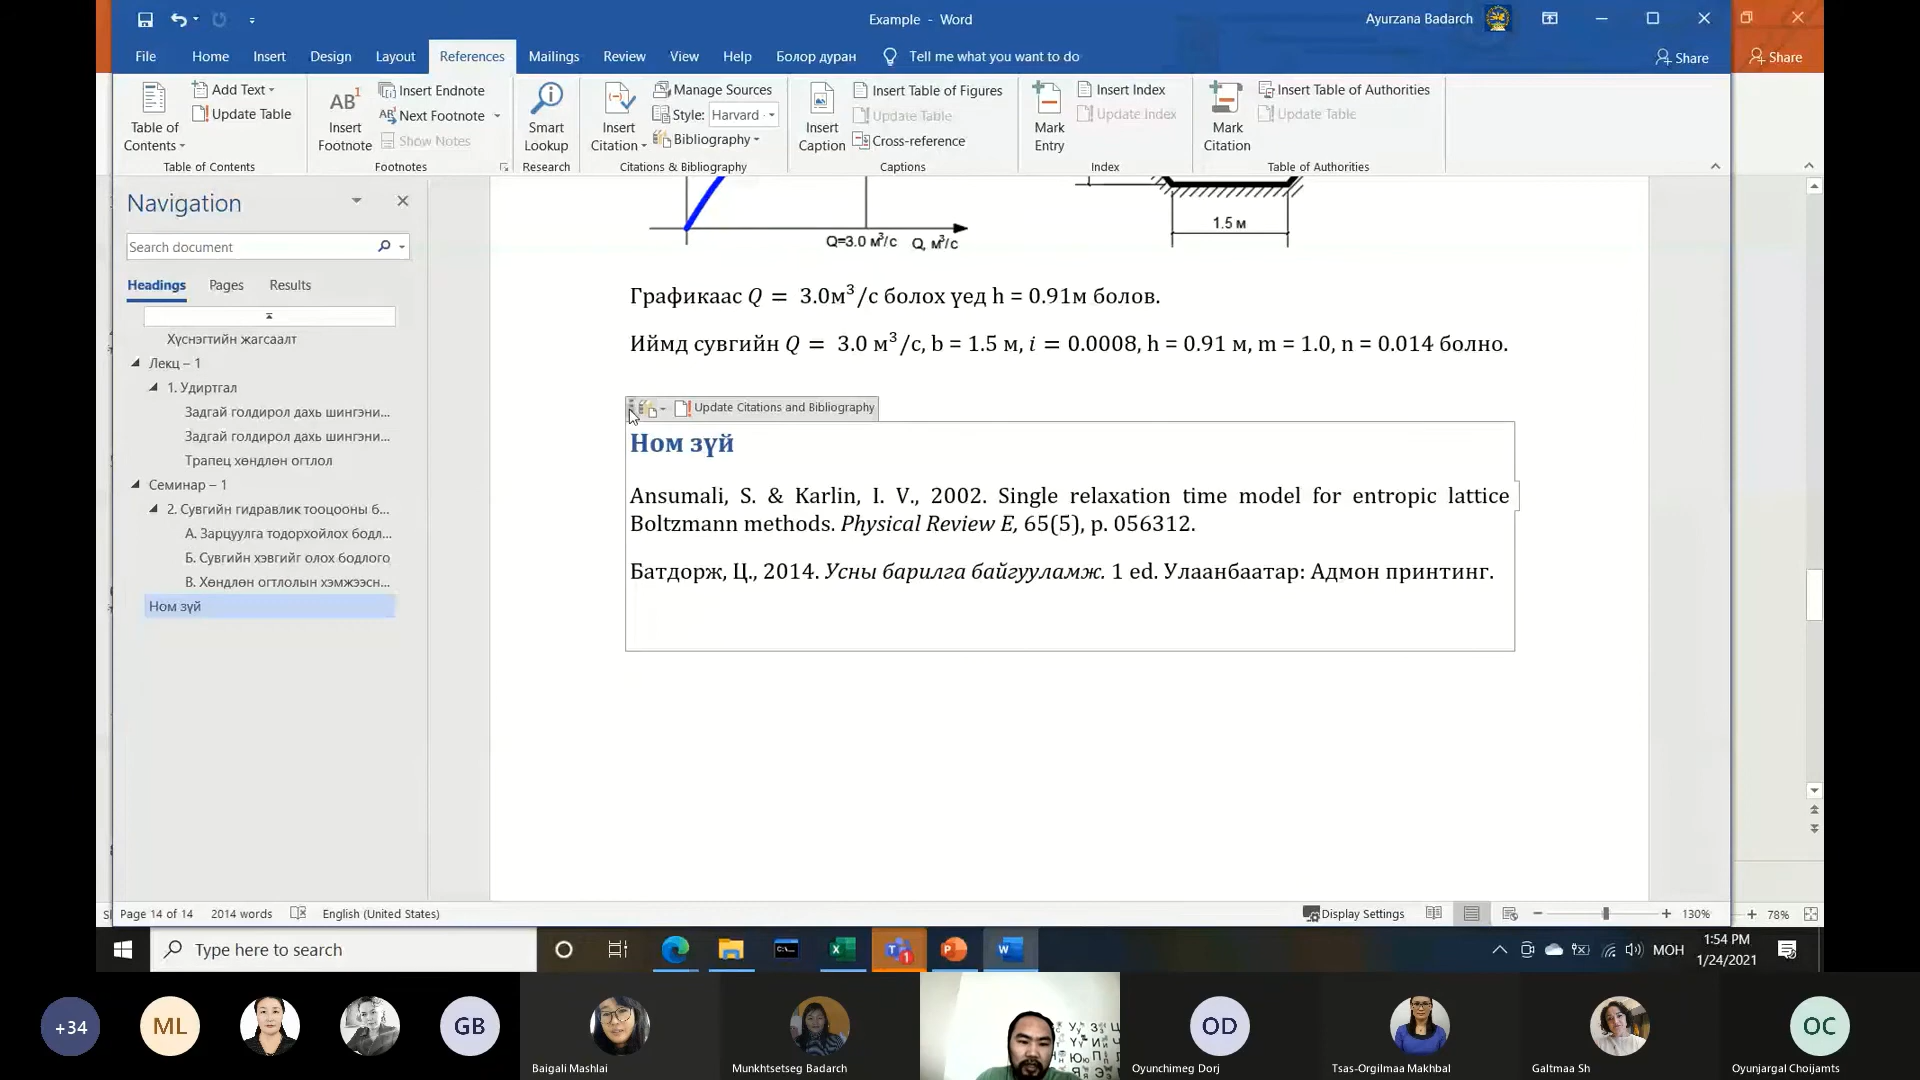 Example - Word
Ayurzana Badarch
File Home Insert Design Layout References Mailings Review View Help Болор дуран Tell me what you want to do
Share
Share
Table of Contents
Add Text
Update Table
Table of Contents
AB1
Insert Footnote
Insert Endnote
Next Footnote
Show Notes
Footnotes
Smart Lookup
Research
Insert Citation
Manage Sources
Style: Harvard
Bibliography
Citations & Bibliography
Insert Caption
Insert Table of Figures
Update Table
Cross-reference
Captions
Mark Entry
Insert Index
Update Index
Index
Mark Citation
Insert Table of Authorities
Update Table
Table of Authorities
Navigation
Search document
Headings Pages Results
Хүснэгтийн жагсаалт
Лекц – 1
1. Удиртгал
Задгай голдирол дахь шингэни...
Задгай голдирол дахь шингэни...
Трапец хөндлөн огтлол
Семинар – 1
2. Сувгийн гидравлик тооцооны б...
А. Зарцуулга тодорхойлох бодл...
Б. Сувгийн хэвгийг олох бодлого
В. Хөндлөн огтлолын хэмжээсн...
Ном зүй
Q=3.0 м³/с Q, м³/с
1.5 м
Графикаас Q = 3.0м³/с болох үед h = 0.91м болов.
Иймд сувгийн Q = 3.0 м³/с, b = 1.5 м, i = 0.0008, h = 0.91 м, m = 1.0, n = 0.014 болно.
Update Citations and Bibliography
Ном зүй
Ansumali, S. & Karlin, I. V., 2002. Single relaxation time model for entropic lattice
Boltzmann methods. Physical Review E, 65(5), p. 056312.
Батдорж, Ц., 2014. Усны барилга байгууламж. 1 ed. Улаанбаатар: Адмон принтинг.
Page 14 of 14 2014 words English (United States)
Display Settings
130%
78%
Type here to search
МОН
1:54 PM
1/24/2021
+34
ML
GB
OD
OC
Baigali Mashlai
Munkhtsetseg Badarch
Oyunchimeg Dorj
Tsas-Orgilmaa Makhbal
Galtmaa Sh
Oyunjargal Choijamts